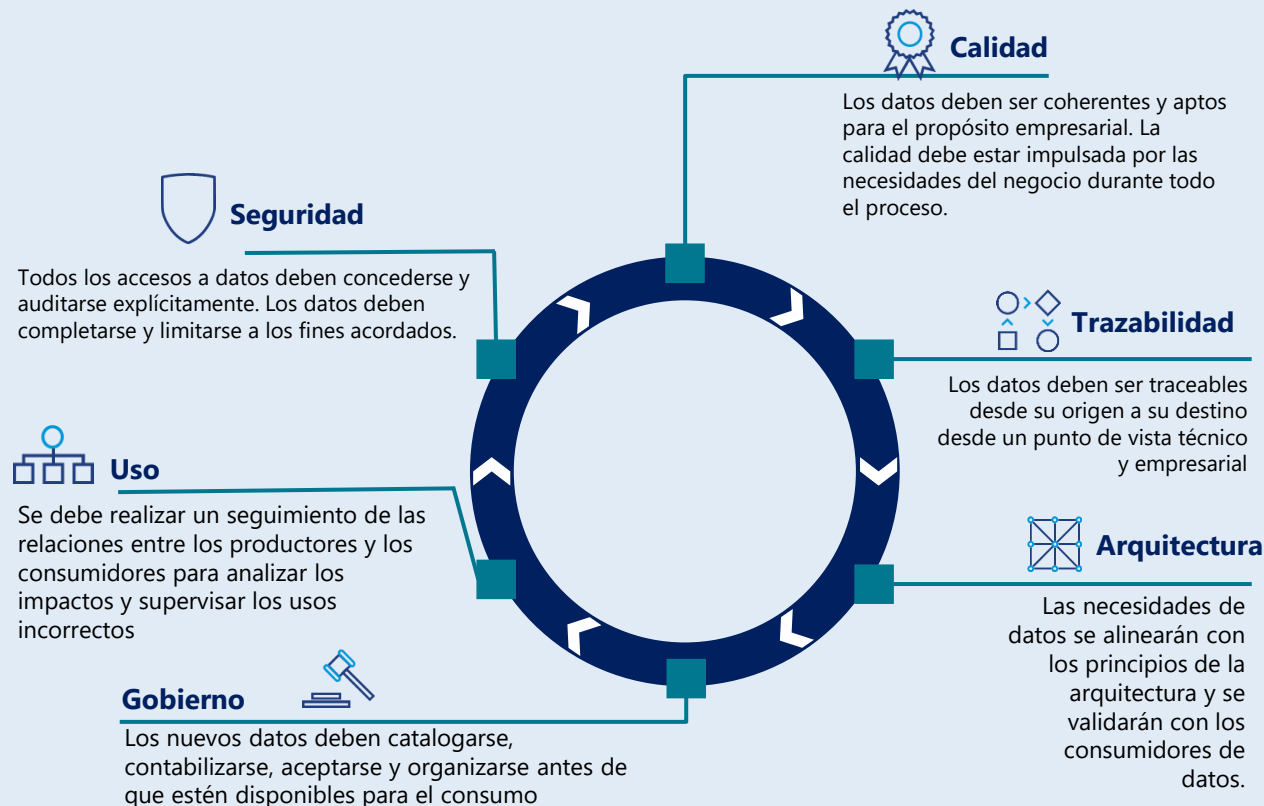 Calidad
Los datos deben ser coherentes y aptos
para el propósito empresarial. La
calidad debe estar impulsada por las
necesidades del negocio durante todo
el proceso.
Seguridad
Todos los accesos a datos deben concederse y
auditarse explícitamente. Los datos deben
completarse y limitarse a los fines acordados.
Trazabilidad
Los datos deben ser traceables
desde su origen a su destino
desde un punto de vista técnico
y empresarial
Uso
Se debe realizar un seguimiento de las
relaciones entre los productores y los
consumidores para analizar los
impactos y supervisar los usos
incorrectos
Arquitectura
Las necesidades de
datos se alinearán con
los principios de la
arquitectura y se
validarán con los
consumidores de
datos.
Gobierno
Los nuevos datos deben catalogarse,
contabilizarse, aceptarse y organizarse antes de
que estén disponibles para el consumo